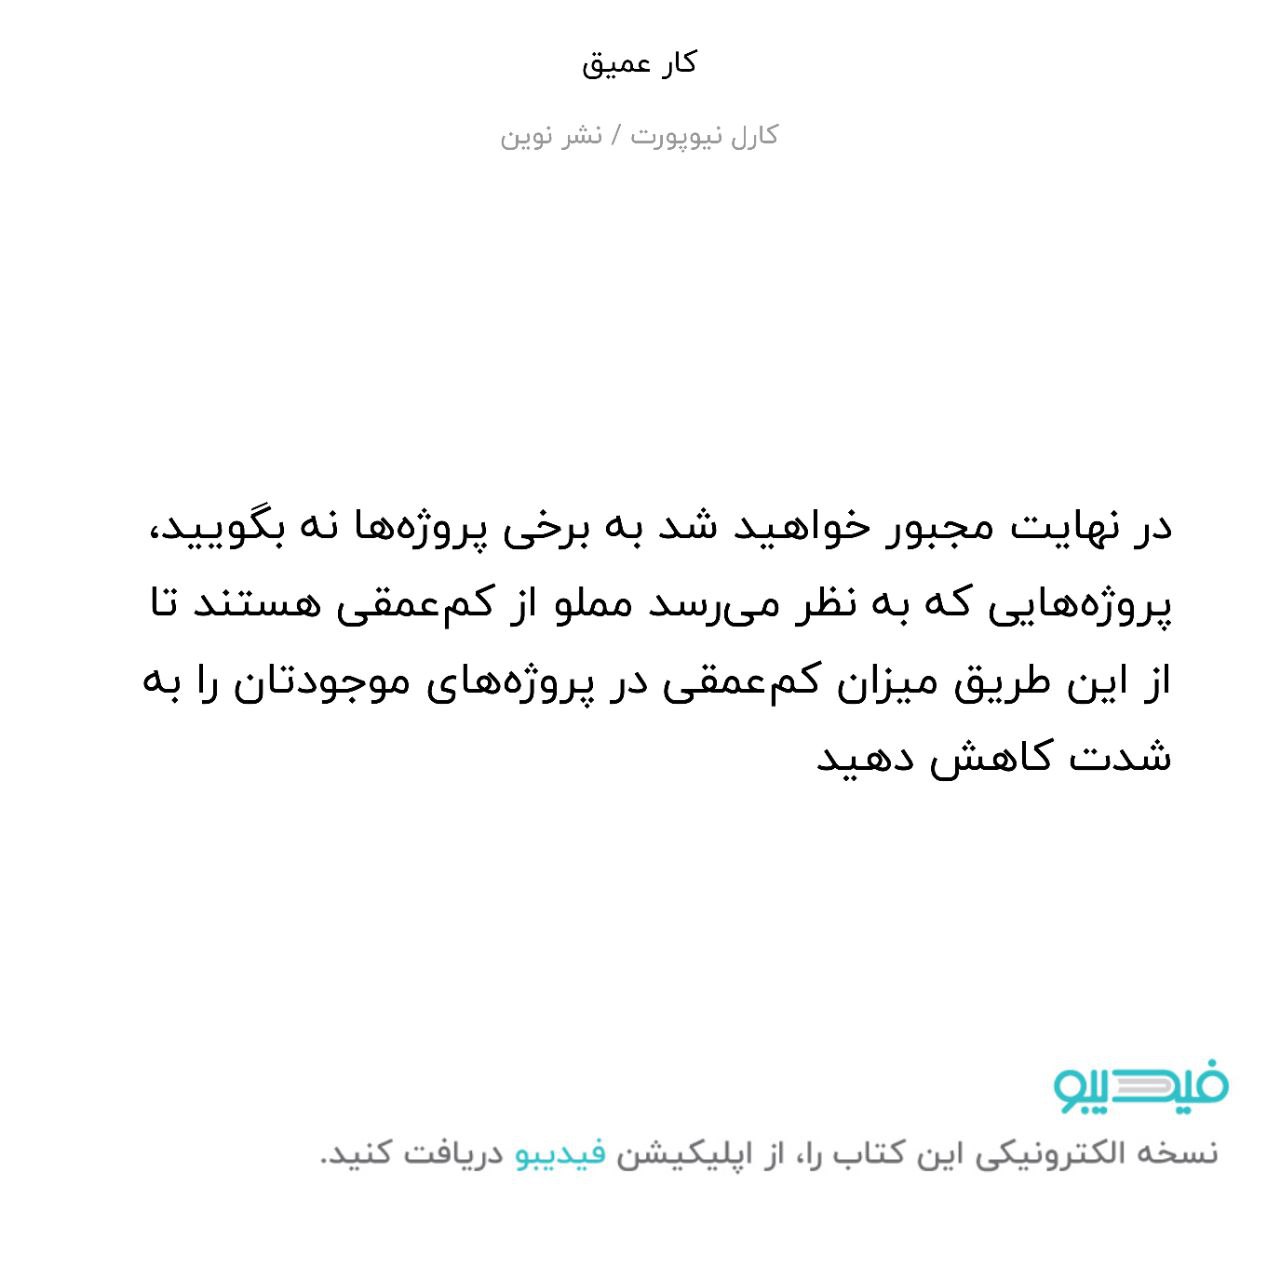 کار عمیق
کارل نیوپورت / نشر نوین
در نهایت مجبور خواهید شد به برخی پروژه‌ها نه بگویید،
پروژه‌هایی که به نظر می‌رسد مملو از کم‌عمقی هستند تا
از این طریق میزان کم‌عمقی در پروژه‌های موجودتان را به
شدت کاهش دهید
فیدیبو
نسخه الکترونیکی این کتاب را، از اپلیکیشن فیدیبو دریافت کنید.